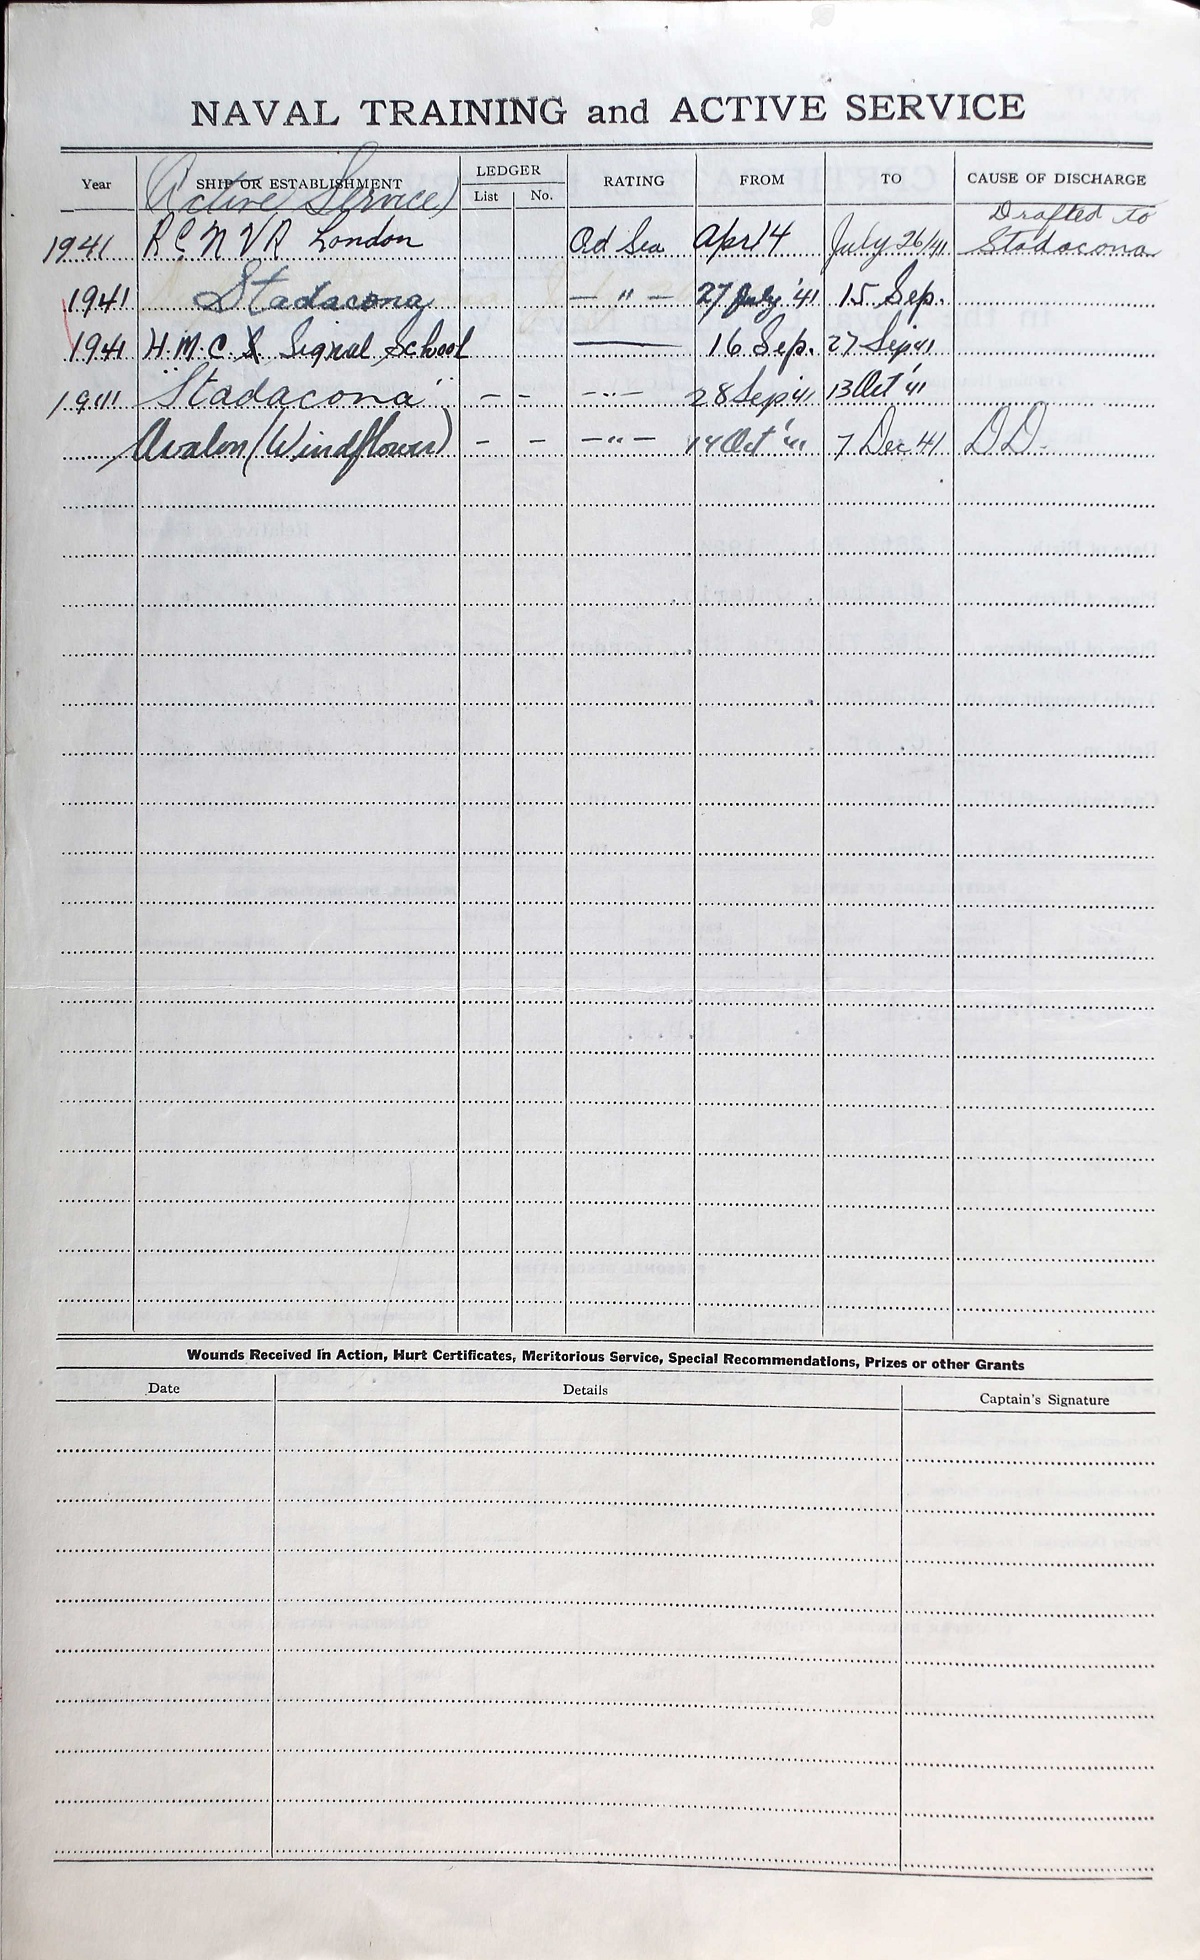 NAVAL TRAINING and ACTIVE SERVICE
Year SHIP OR ESTABLISHMENT LEDGER List No. RATING FROM TO CAUSE OF DISCHARGE
(Active Service)
Drafted to
1941 R C N V R London Od Sea Apr 14 July 26/41 Stadacona
1941 Stadacona — " — 27 July '41 15 Sep.
1941 H.M.C.S Signal School 16 Sep. 27 Sep 41
1941 "Stadacona" – – – " – 28 Sep 41 13 Oct '41
Avalon (Windflower) – – – " – 14 Oct '41 7 Dec 41 D.D.
Wounds Received in Action, Hurt Certificates, Meritorious Service, Special Recommendations, Prizes or other Grants
Date Details Captain's Signature